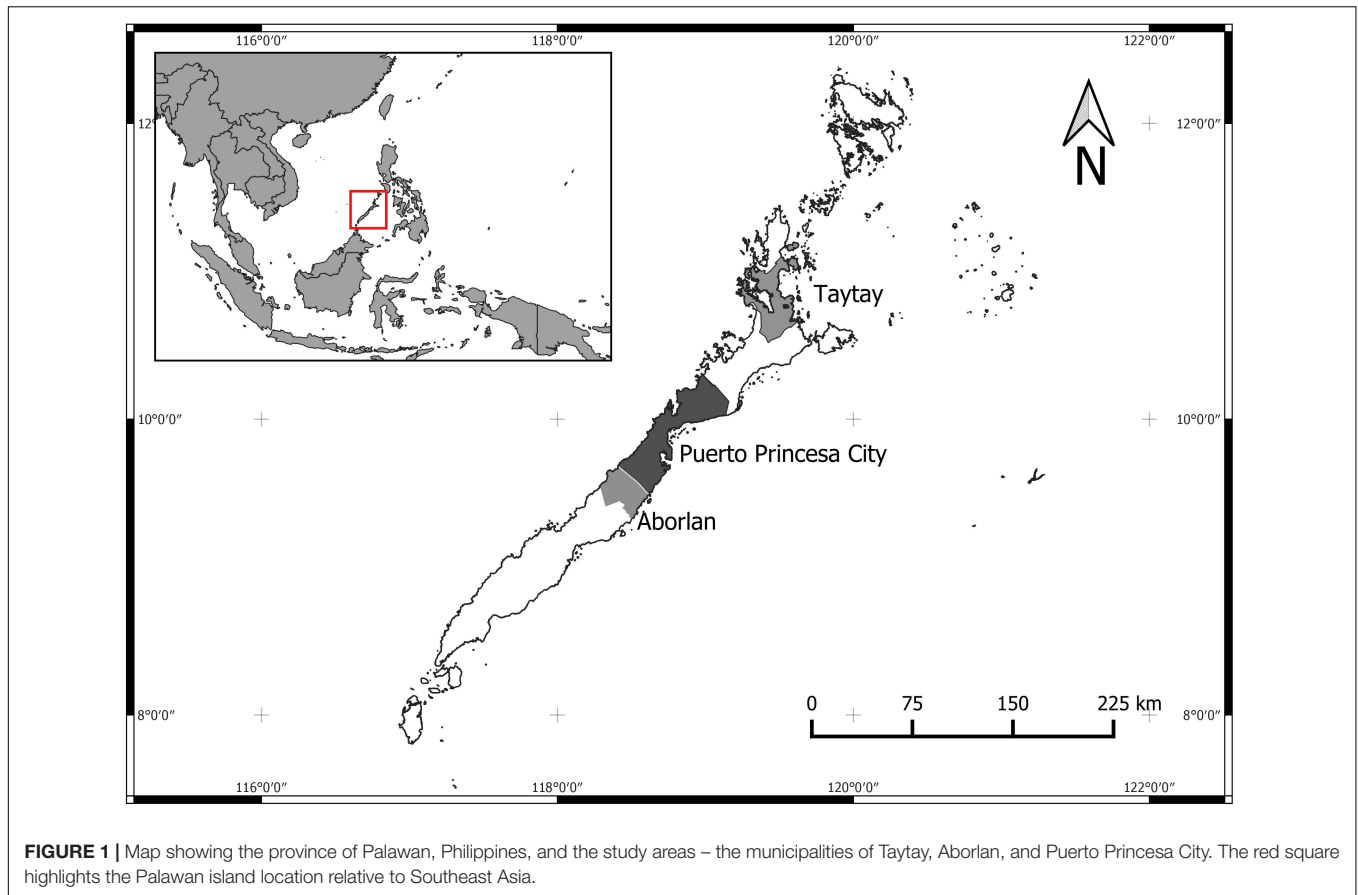 116°0′0″ 118°0′0″ 120°0′0″ 122°0′0″
12° 12°0′0″
N
Taytay
10°0′0″ 10°0′0″
Puerto Princesa City
Aborlan
0 75 150 225 km
8°0′0″ 8°0′0″
116°0′0″ 118°0′0″ 120°0′0″ 122°0′0″
FIGURE 1 | Map showing the province of Palawan, Philippines, and the study areas – the municipalities of Taytay, Aborlan, and Puerto Princesa City. The red square
highlights the Palawan island location relative to Southeast Asia.